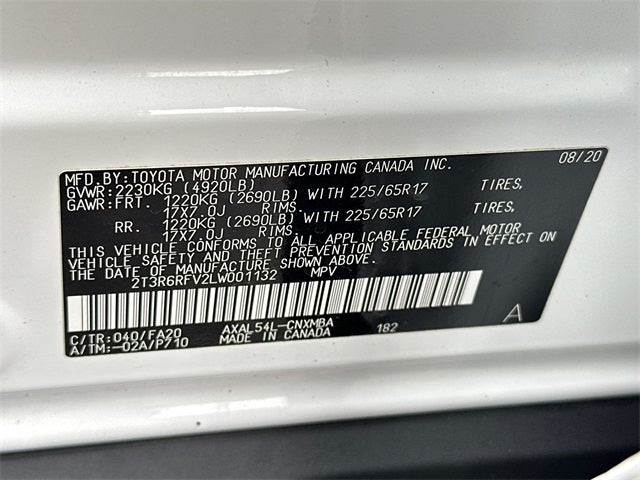 MFD.BY:TOYOTA MOTOR MANUFACTURING CANADA INC. 08/20
GVWR:2230KG (4920LB)
GAWR:FRT. 1220KG (2690LB) WITH 225/65R17 TIRES,
17X7.0J RIMS.
RR. 1220KG (2690LB) WITH 225/65R17 TIRES,
17X7.0J RIMS.
THIS VEHICLE CONFORMS TO ALL APPLICABLE FEDERAL MOTOR
VEHICLE SAFETY AND THEFT PREVENTION STANDARDS IN EFFECT ON
THE DATE OF MANUFACTURE SHOWN ABOVE.
2T3R6RFV2LW001132 MPV
C/TR:040/FA20 AXAL54L-CNXMBA 182 A
A/TM:-02A/P710 MADE IN CANADA